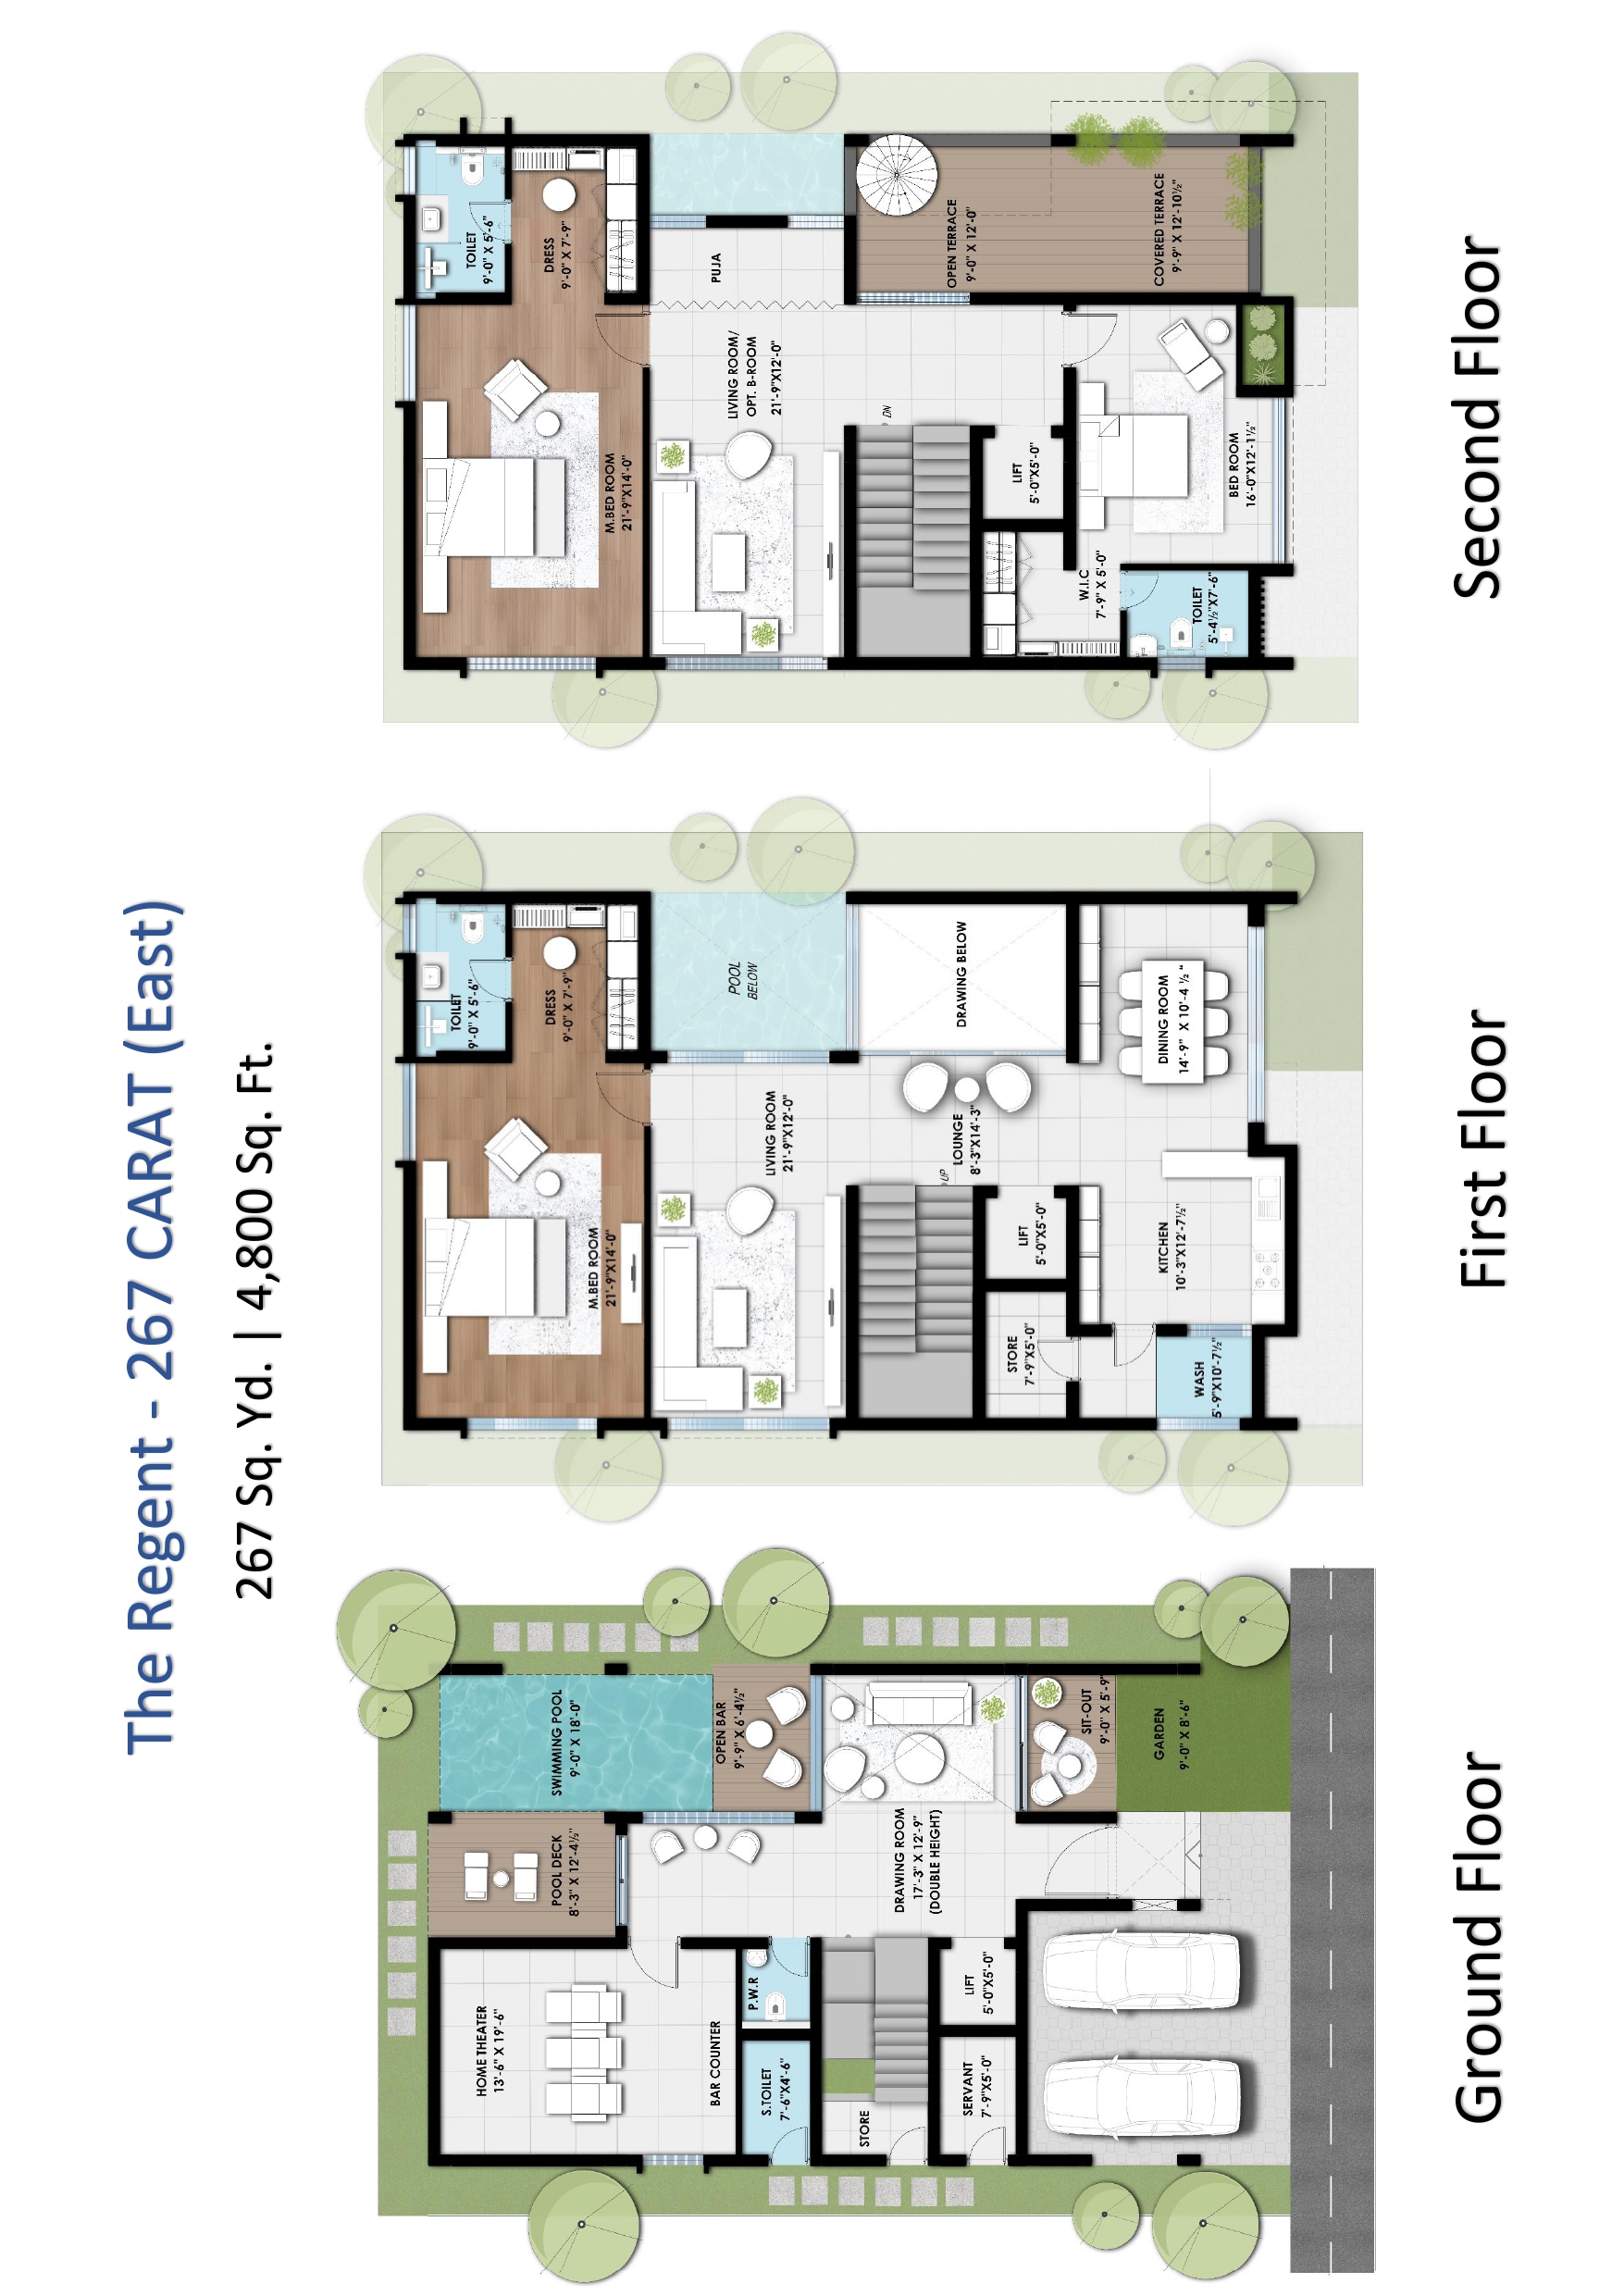 The Regent - 267 CARAT (East)
267 Sq. Yd. | 4,800 Sq. Ft.
HOME THEATER
13'-6" X 19'-6"
POOL DECK
8'-3" X 12'-4½"
SWIMMING POOL
9'-0" X 18'-0"
BAR COUNTER
OPEN BAR
9'-9" X 6'-4½"
S.TOILET
7'-6"X4'-6"
P.W.R
STORE
DRAWING ROOM
17'-3" X 12'-9"
(DOUBLE HEIGHT)
SERVANT
7'-9"X5'-0"
LIFT
5'-0"X5'-0"
SIT-OUT
9'-0" X 5'-9"
GARDEN
9'-0" X 8'-6"
Ground Floor
TOILET
9'-0" X 5'-6"
DRESS
9'-0" X 7'-9"
M.BED ROOM
21'-9"X14'-0"
POOL
BELOW
LIVING ROOM
21'-9"X12'-0"
UP
LOUNGE
8'-3"X14'-3"
DRAWING BELOW
STORE
7'-9"X5'-0"
LIFT
5'-0"X5'-0"
KITCHEN
10'-3"X12'-7½"
DINING ROOM
14'-9" X 10'-4 ½ "
WASH
5'-9"X10'-7½"
First Floor
TOILET
9'-0" X 5'-6"
DRESS
9'-0" X 7'-9"
M.BED ROOM
21'-9"X14'-0"
PUJA
LIVING ROOM/
OPT. B-ROOM
21'-9"X12'-0"
DN
OPEN TERRACE
9'-0" X 12'-0"
LIFT
5'-0"X5'-0"
W.I.C
7'-9" X 5'-0"
COVERED TERRACE
9'-9" X 12'-10½"
TOILET
5'-4½"X7'-6"
BED ROOM
16'-0"X12'-1½"
Second Floor